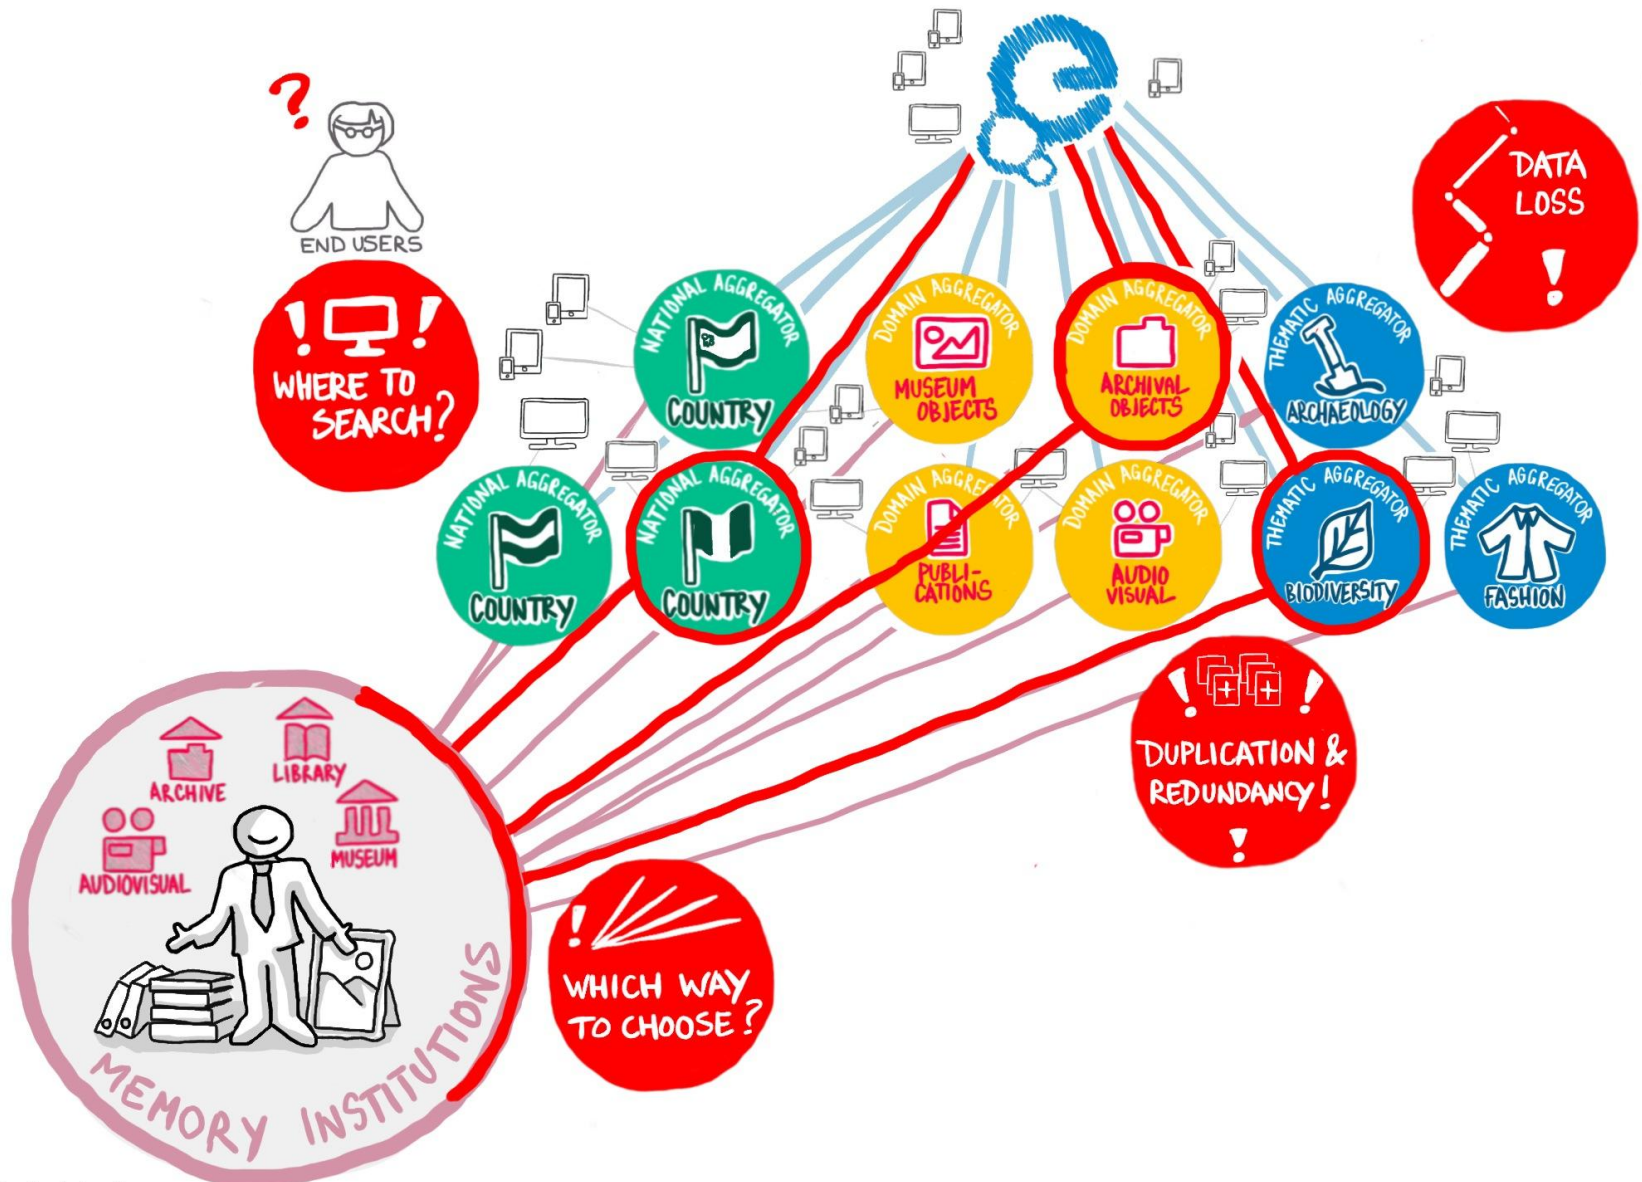 ?
END USERS
! !
WHERE TO
SEARCH?
DATA
LOSS
!
NATIONAL AGGREGATOR
COUNTRY
DOMAIN AGGREGATOR
MUSEUM
OBJECTS
DOMAIN AGGREGATOR
ARCHIVAL
OBJECTS
THEMATIC AGGREGATOR
ARCHAEOLOGY
NATIONAL AGGREGATOR
COUNTRY
NATIONAL AGGREGATOR
COUNTRY
DOMAIN AGGREGATOR
PUBLI-
CATIONS
DOMAIN AGGREGATOR
AUDIO
VISUAL
THEMATIC AGGREGATOR
BIODIVERSITY
THEMATIC AGGREGATOR
FASHION
! !
DUPLICATION &
REDUNDANCY!
!
ARCHIVE
LIBRARY
MUSEUM
AUDIOVISUAL
MEMORY INSTITUTIONS
!
WHICH WAY
TO CHOOSE?